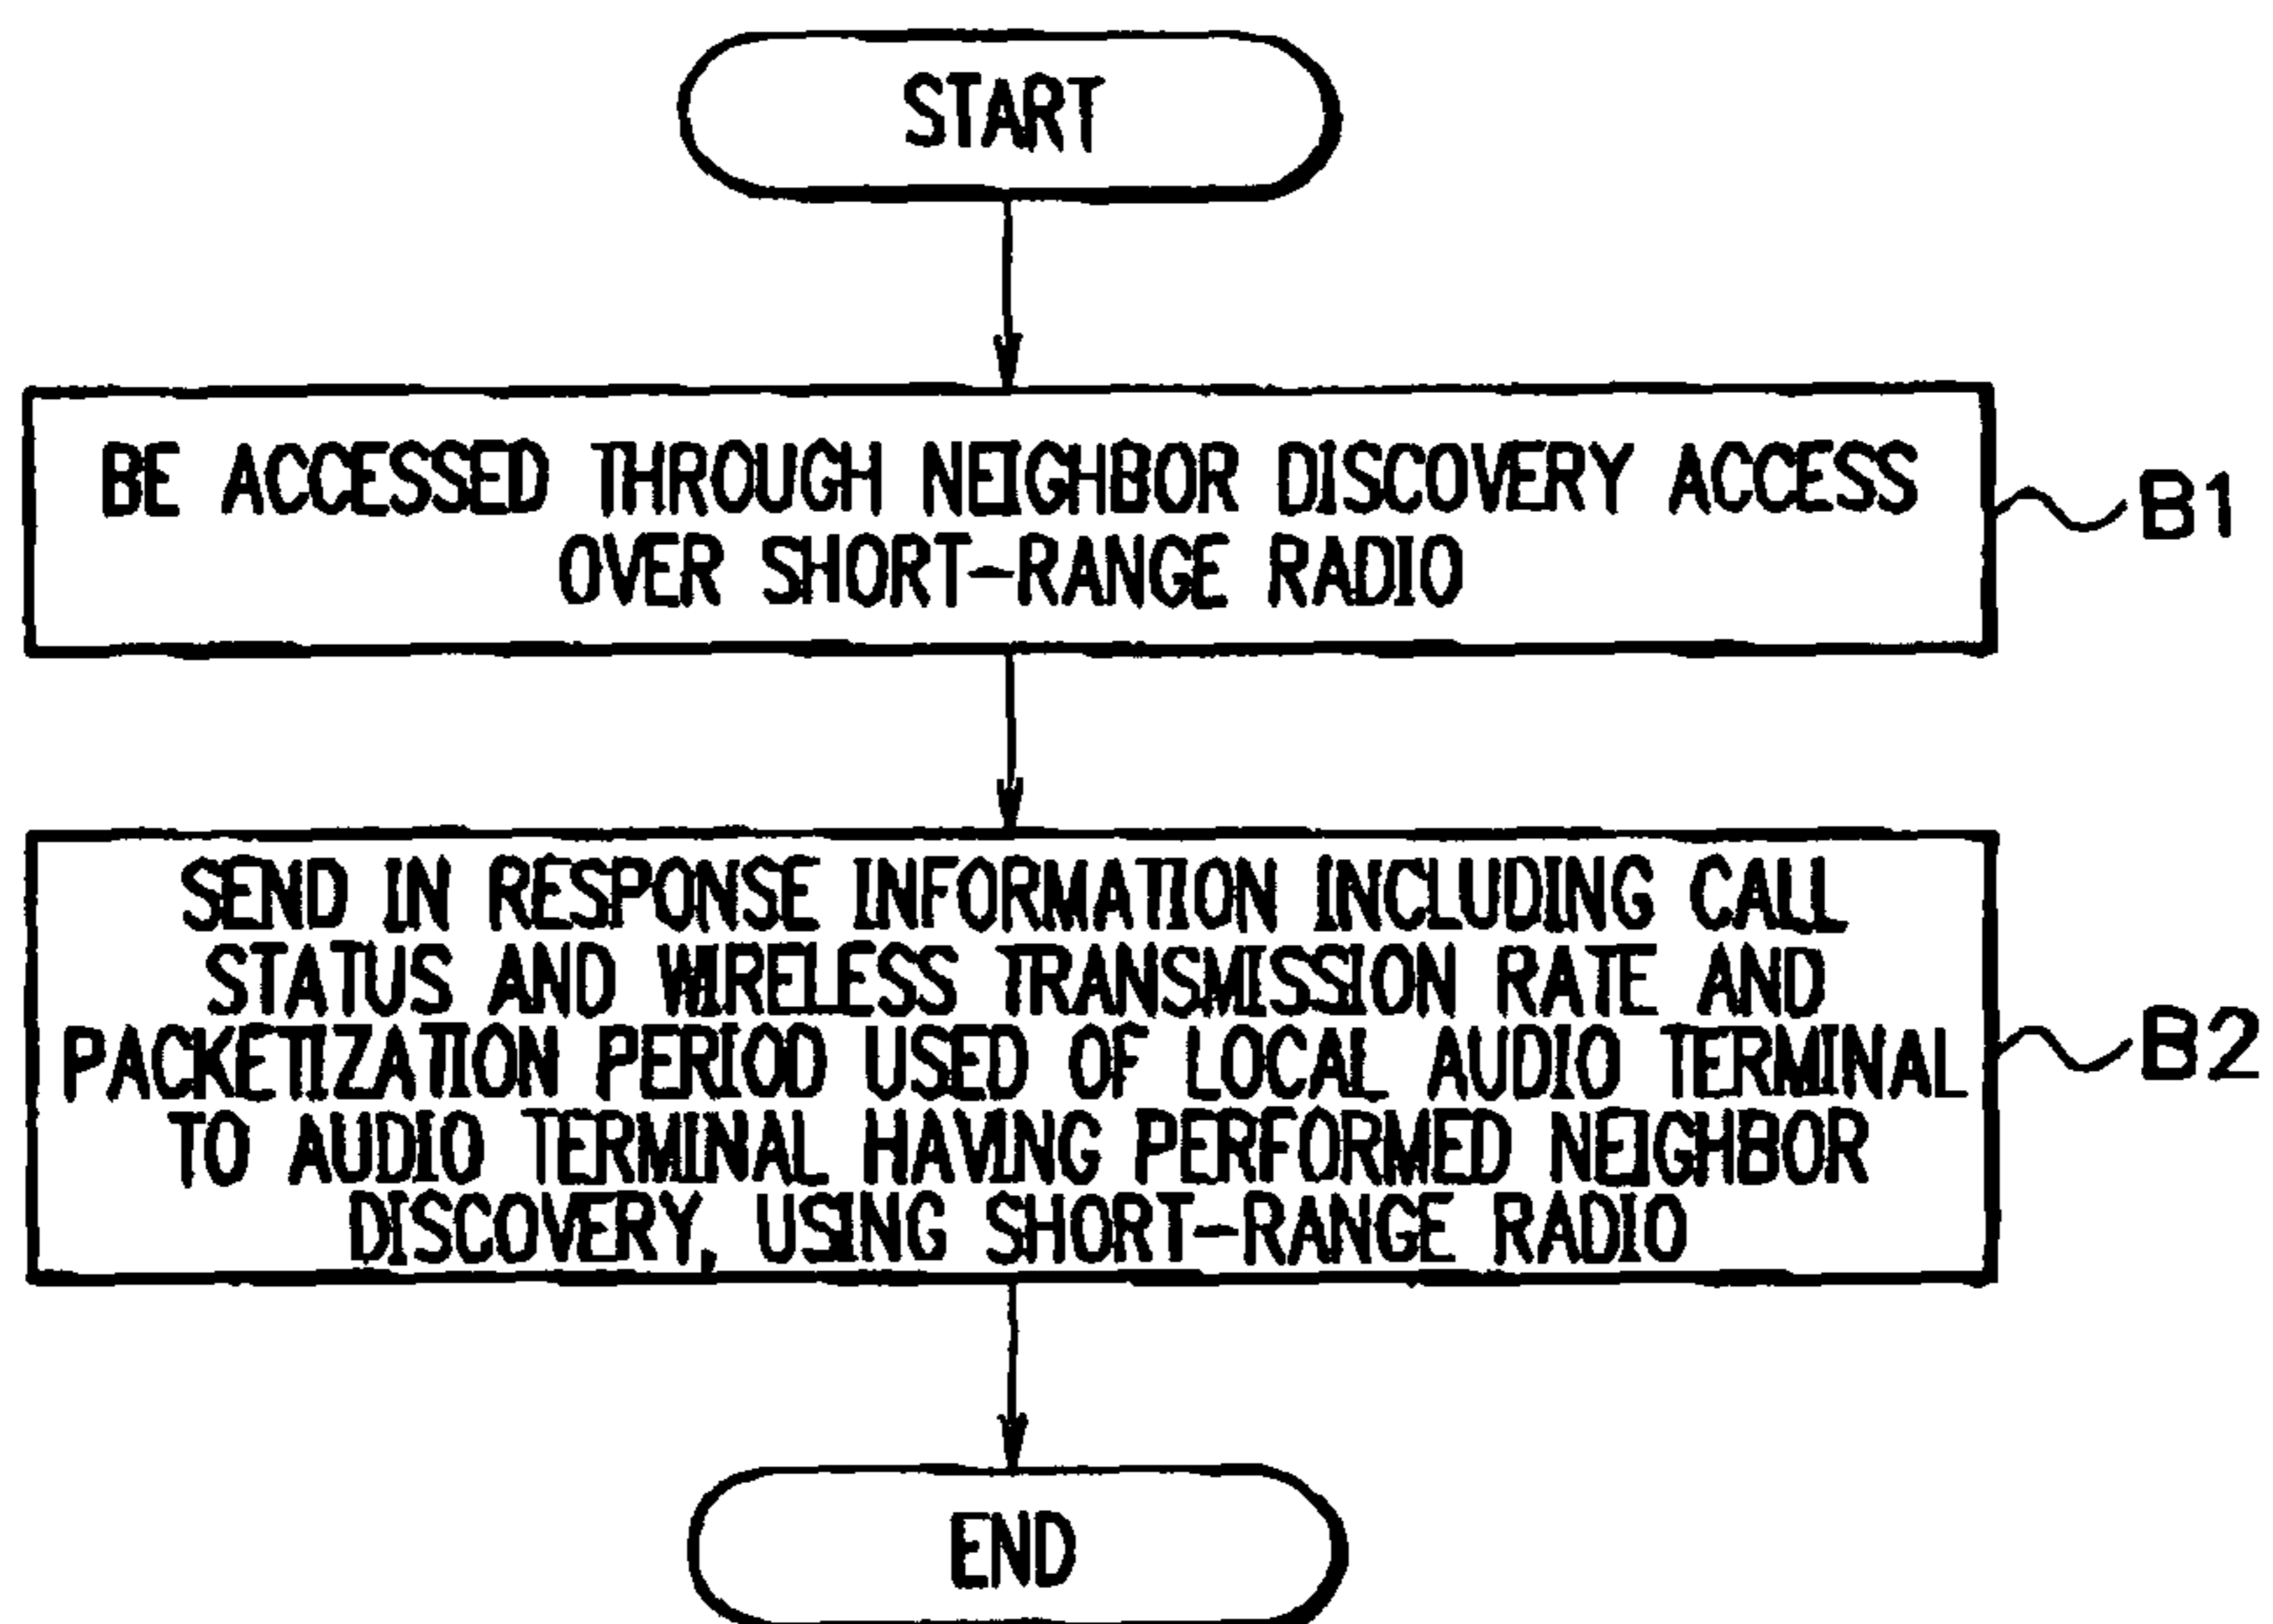 START
BE ACCESSED THROUGH NEIGHBOR DISCOVERY ACCESS
OVER SHORT-RANGE RADIO
B1
SEND IN RESPONSE INFORMATION INCLUDING CALL
STATUS AND WIRELESS TRANSMISSION RATE AND
PACKETIZATION PERIOD USED OF LOCAL AUDIO TERMINAL
TO AUDIO TERMINAL HAVING PERFORMED NEIGHBOR
DISCOVERY, USING SHORT-RANGE RADIO
B2
END